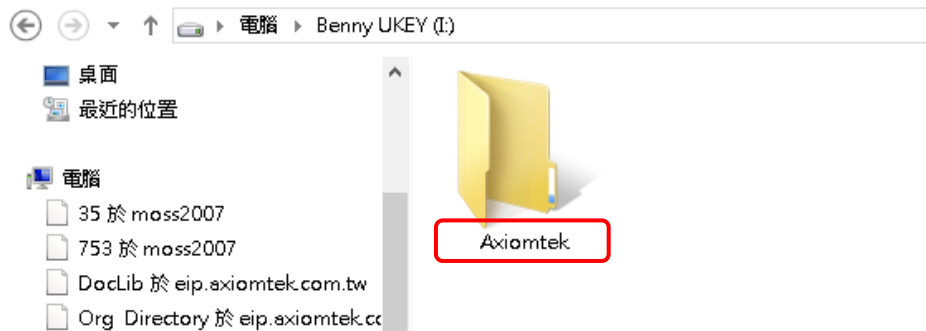 電腦 ▸ Benny UKEY (I:)
桌面
最近的位置
電腦
35 於 moss2007
753 於 moss2007
DocLib 於 eip.axiomtek.com.tw
Org Directory 於 eip.axiomtek.cc
Axiomtek